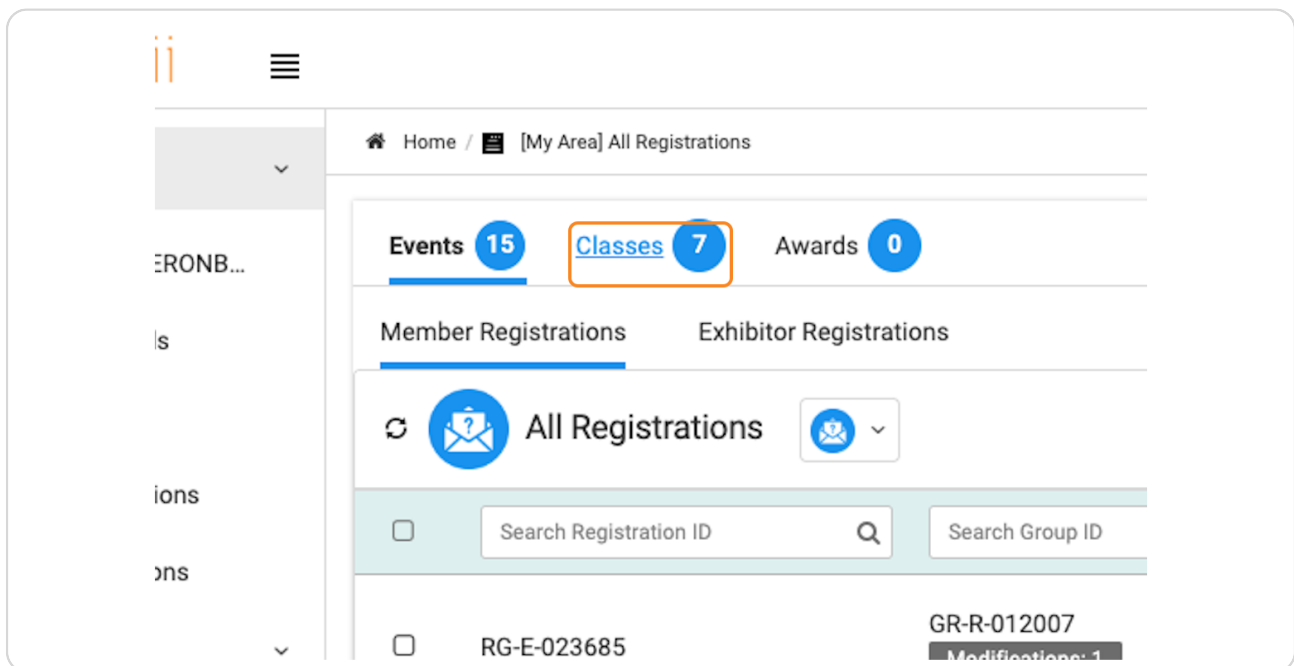 Home / [My Area] All Registrations
Events 15 Classes 7 Awards 0
ERONB...
Member Registrations Exhibitor Registrations
ls
? All Registrations ?
ions
Search Registration ID Search Group ID
ons
GR-R-012007
RG-E-023685
Modifications: 1